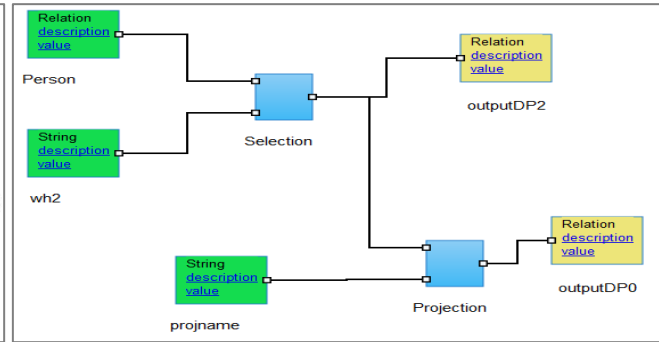 Relation
description
value
Person
Relation
description
value
outputDP2
Selection
String
description
value
wh2
Relation
description
value
outputDP0
String
description
value
projname
Projection